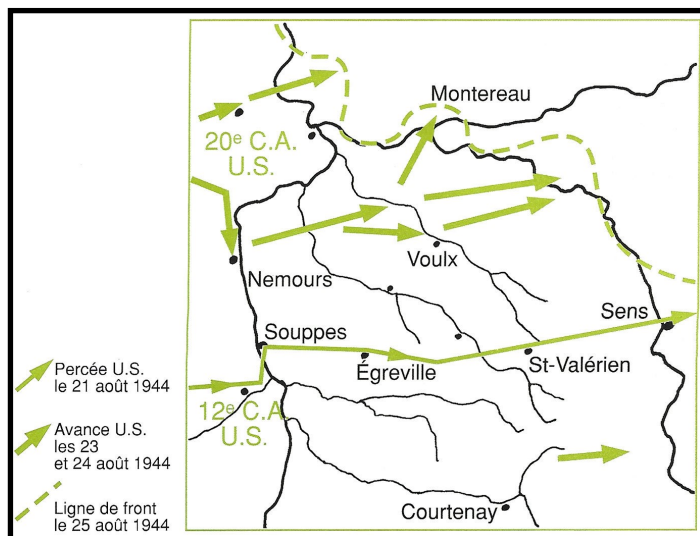 Montereau
20e C.A.
U.S.
Voulx
Nemours
Sens
Souppes
Égreville
St-Valérien
12e C.A.
U.S.
Courtenay
Percée U.S.
le 21 août 1944
Avance U.S.
les 23
et 24 août 1944
Ligne de front
le 25 août 1944